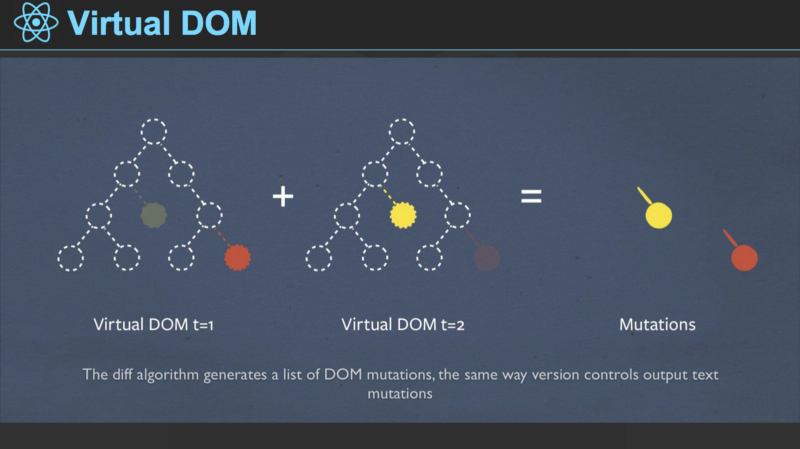 Virtual DOM
+
=
Virtual DOM t=1
Virtual DOM t=2
Mutations
The diff algorithm generates a list of DOM mutations, the same way version controls output text
mutations